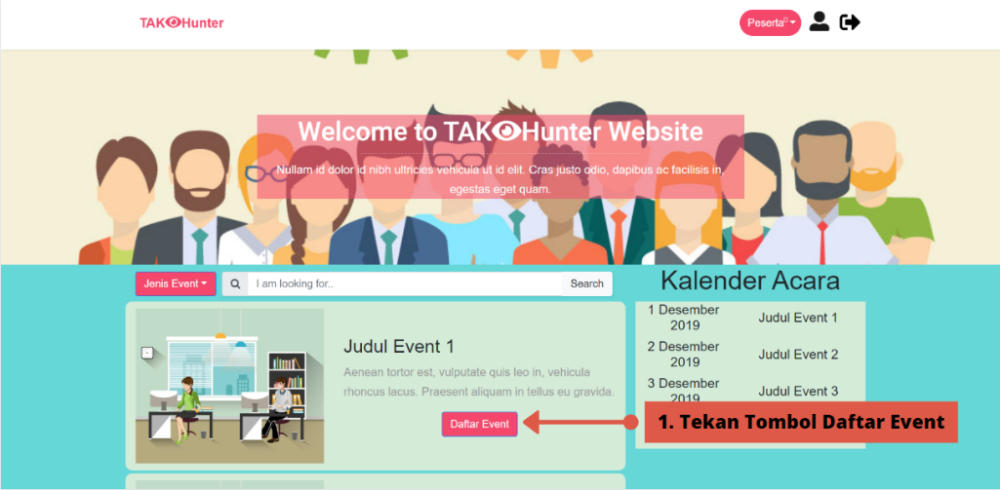 TAKHunter
Peserta
Welcome to TAKHunter Website
Nullam id dolor id nibh ultricies vehicula ut id elit. Cras justo odio, dapibus ac facilisis in,
egestas eget quam.
Jenis Event
I am looking for..
Search
Kalender Acara
1 Desember
2019
Judul Event 1
2 Desember
2019
Judul Event 2
3 Desember
2019
Judul Event 3
Judul Event 1
Aenean tortor est, vulputate quis leo in, vehicula
rhoncus lacus. Praesent aliquam in tellus eu gravida.
Daftar Event
1. Tekan Tombol Daftar Event